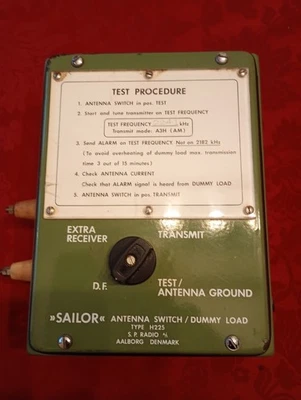 TEST PROCEDURE
1. ANTENNA SWITCH in pos. TEST
2. Start and tune transmitter on TEST FREQUENCY
TEST FREQUENCY kHz
Transmit mode: A3H (AM)
3. Send ALARM on TEST FREQUENCY. Not on 2182 kHz
(To avoid overheating of dummy load max. transmission
time 5 out of 15 minutes)
4. Check ANTENNA CURRENT
Check that ALARM signal is heard from DUMMY LOAD
5. ANTENNA SWITCH in pos. TRANTMIT
EXTRA
RECEIVER
TRANSMIT
D.F.
TEST/
ANTENNA GROUND
»SAILOR« ANTENNA SWITCH / DUMMY LOAD
TYPE H225
S.P. RADIO A/S
AALBORG DENMARK